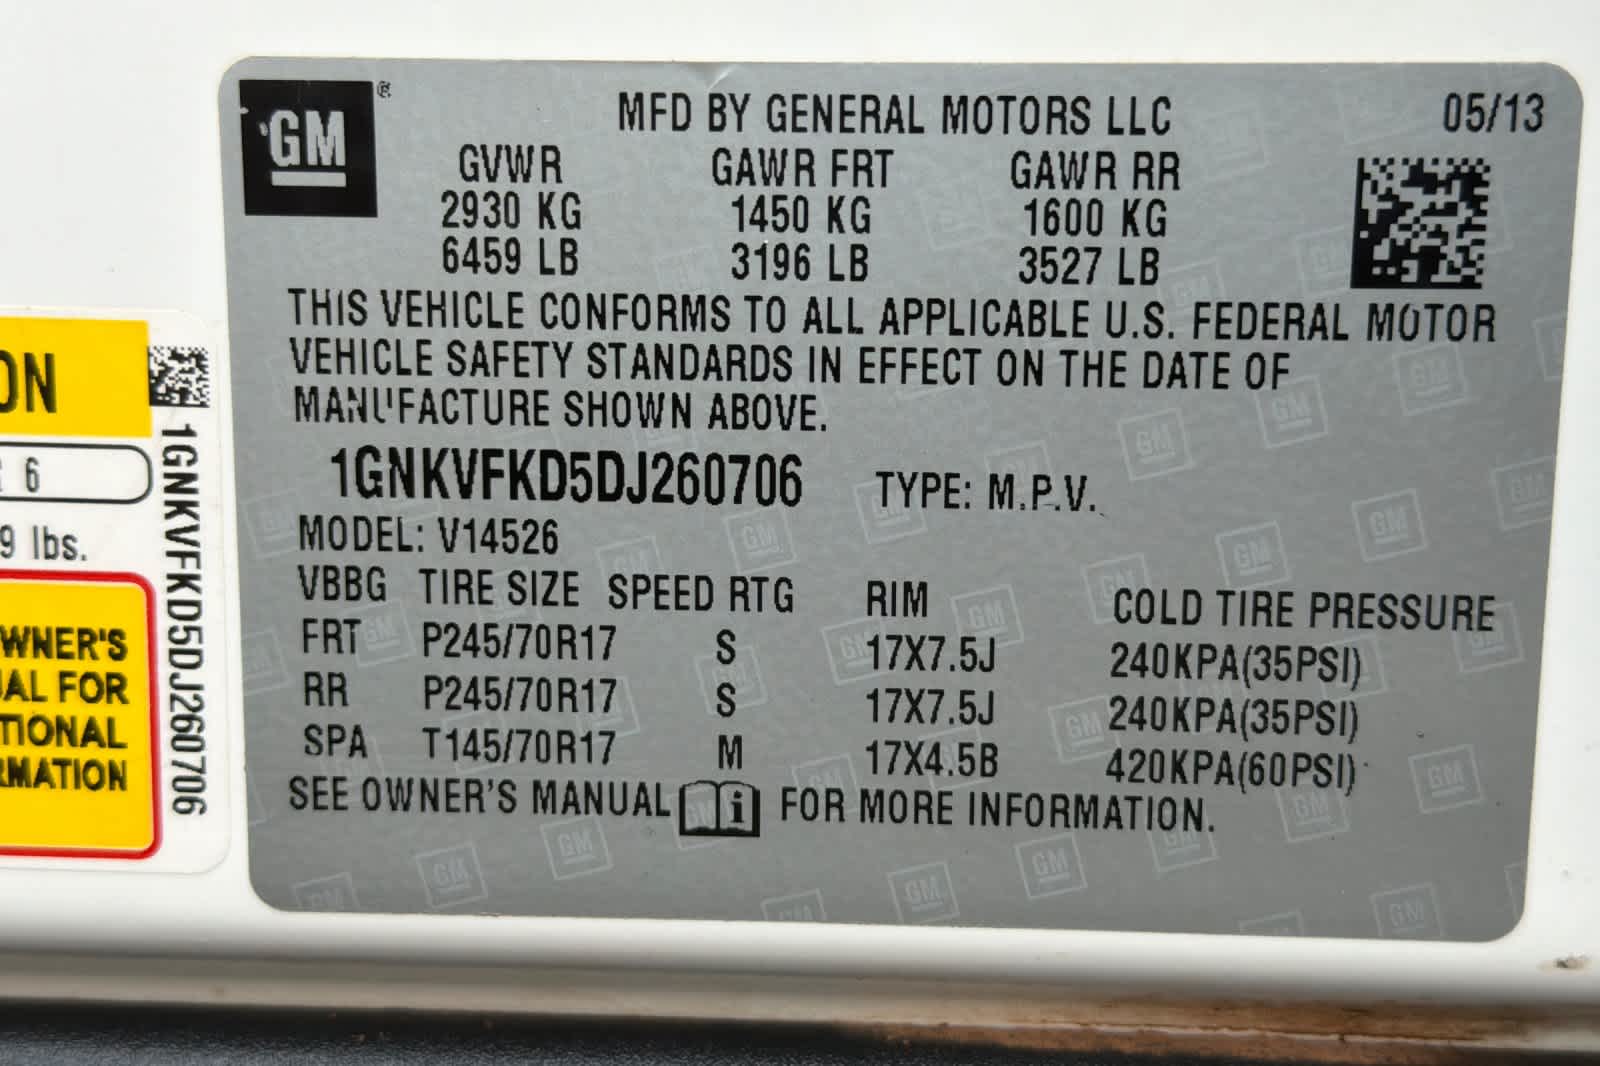 GM ®
MFD BY GENERAL MOTORS LLC 05/13
GVWR GAWR FRT GAWR RR
2930 KG 1450 KG 1600 KG
6459 LB 3196 LB 3527 LB
THIS VEHICLE CONFORMS TO ALL APPLICABLE U.S. FEDERAL MOTOR
VEHICLE SAFETY STANDARDS IN EFFECT ON THE DATE OF
MANUFACTURE SHOWN ABOVE.
1GNKVFKD5DJ260706 TYPE: M.P.V.
MODEL: V14526
VBBG TIRE SIZE SPEED RTG RIM COLD TIRE PRESSURE
FRT P245/70R17 S 17X7.5J 240KPA(35PSI)
RR P245/70R17 S 17X7.5J 240KPA(35PSI)
SPA T145/70R17 M 17X4.5B 420KPA(60PSI)
SEE OWNER'S MANUAL i FOR MORE INFORMATION.
ON
6
9 lbs.
WNER'S
AL FOR
TIONAL
RMATION
1GNKVFKD5DJ260706